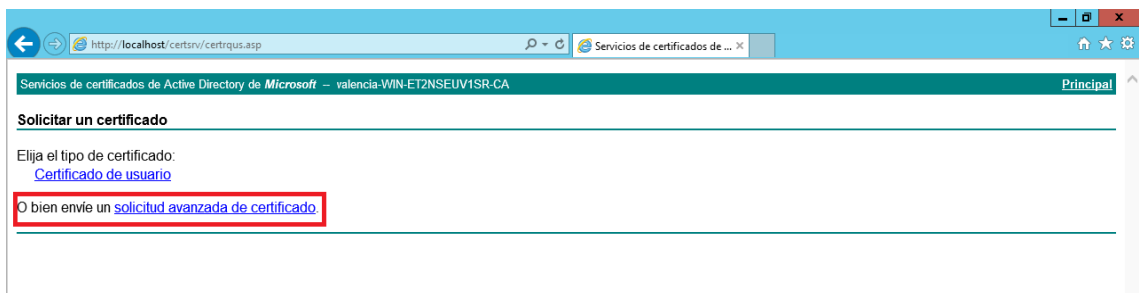 http://localhost/certsrv/certrqus.asp
Servicios de certificados de ...
Servicios de certificados de Active Directory de Microsoft -- valencia-WIN-ET2NSEUV1SR-CA
Principal
Solicitar un certificado
Elija el tipo de certificado:
Certificado de usuario
O bien envíe un solicitud avanzada de certificado.